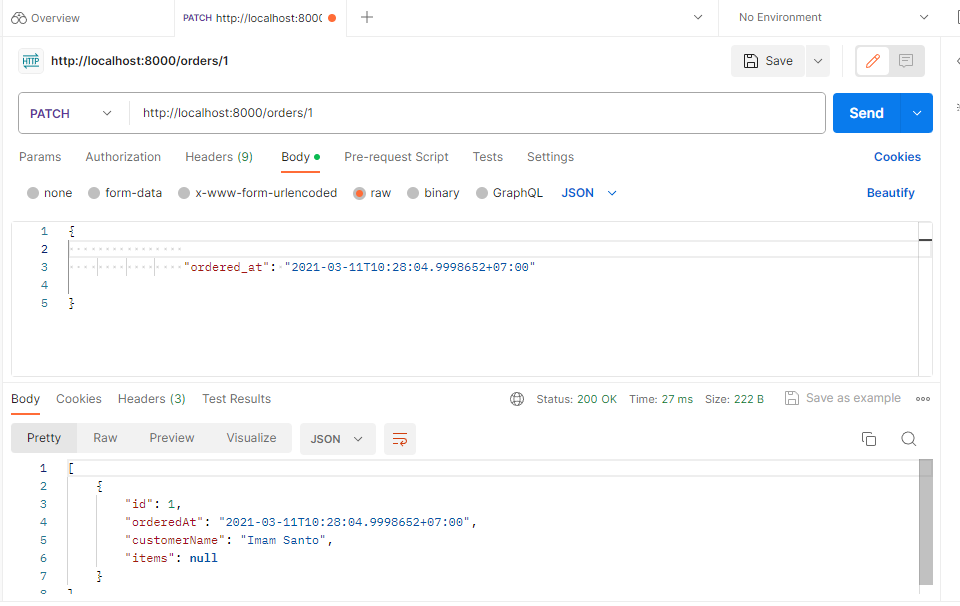 Overview PATCH http://localhost:8000 No Environment
HTTP http://localhost:8000/orders/1 Save
PATCH http://localhost:8000/orders/1 Send
Params Authorization Headers (9) Body Pre-request Script Tests Settings Cookies
none form-data x-www-form-urlencoded raw binary GraphQL JSON Beautify
1 {
2
3 "ordered_at": "2021-03-11T10:28:04.9998652+07:00"
4
5 }
Body Cookies Headers (3) Test Results Status: 200 OK Time: 27 ms Size: 222 B Save as example
Pretty Raw Preview Visualize JSON
1 [
2 {
3 "id": 1,
4 "orderedAt": "2021-03-11T10:28:04.9998652+07:00",
5 "customerName": "Imam Santo",
6 "items": null
7 }
8 ]